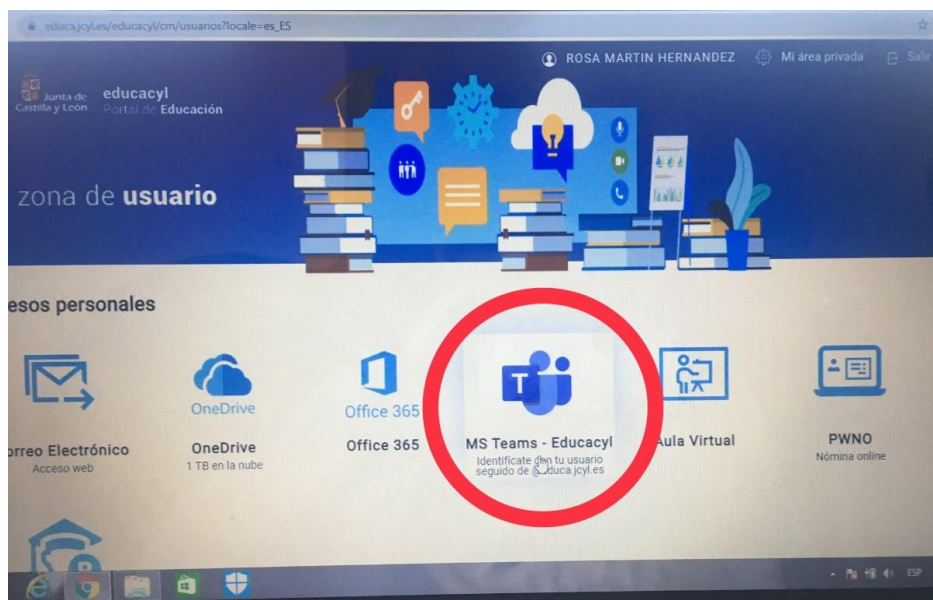 educa.jcyl.es/educacyl/cm/usuarios?locale=es_ES
ROSA MARTIN HERNANDEZ Mi área privada Salir
Junta de
Castilla y León
educacyl
Portal de Educación
zona de usuario
esos personales
OneDrive
Office 365
T
orreo Electrónico
Acceso web
OneDrive
1 TB en la nube
Office 365
MS Teams - Educacyl
Identifícate con tu usuario
seguido de @educa.jcyl.es
Aula Virtual
PWNO
Nómina online
ESP